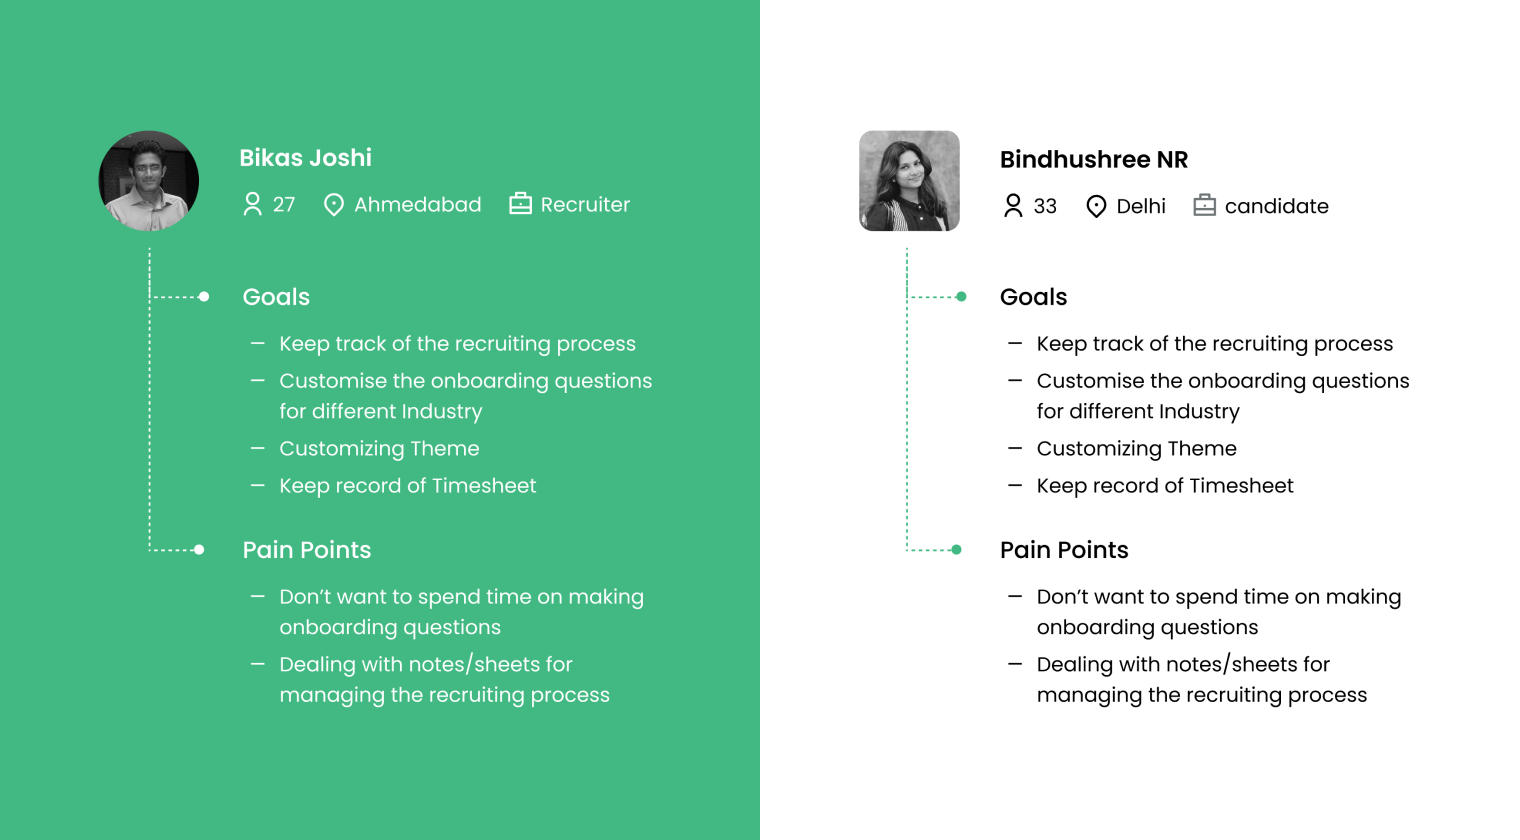 Bikas Joshi
27 Ahmedabad Recruiter
Goals
– Keep track of the recruiting process
– Customise the onboarding questions
for different Industry
– Customizing Theme
– Keep record of Timesheet
Pain Points
– Don’t want to spend time on making
onboarding questions
– Dealing with notes/sheets for
managing the recruiting process
Bindhushree NR
33 Delhi candidate
Goals
– Keep track of the recruiting process
– Customise the onboarding questions
for different Industry
– Customizing Theme
– Keep record of Timesheet
Pain Points
– Don’t want to spend time on making
onboarding questions
– Dealing with notes/sheets for
managing the recruiting process